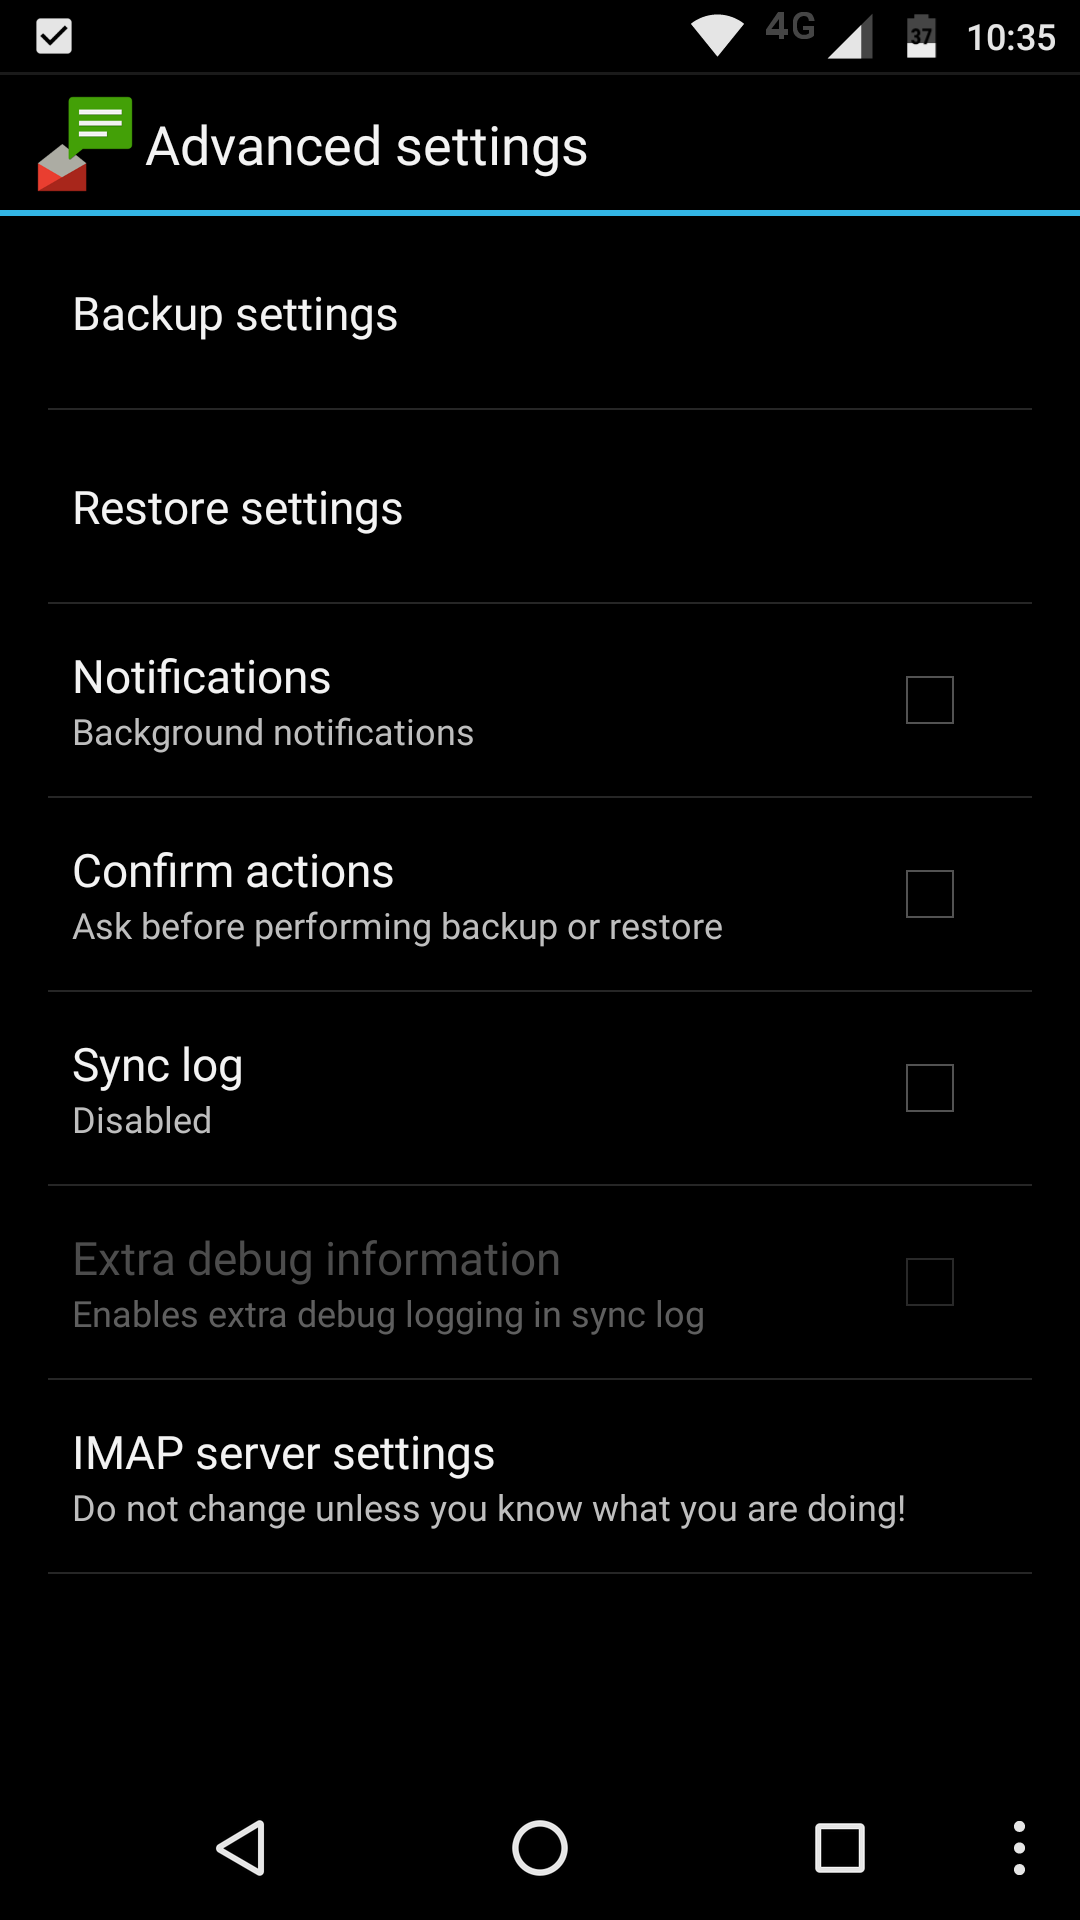 4G 37 10:35
Advanced settings
Backup settings
Restore settings
Notifications
Background notifications
Confirm actions
Ask before performing backup or restore
Sync log
Disabled
Extra debug information
Enables extra debug logging in sync log
IMAP server settings
Do not change unless you know what you are doing!